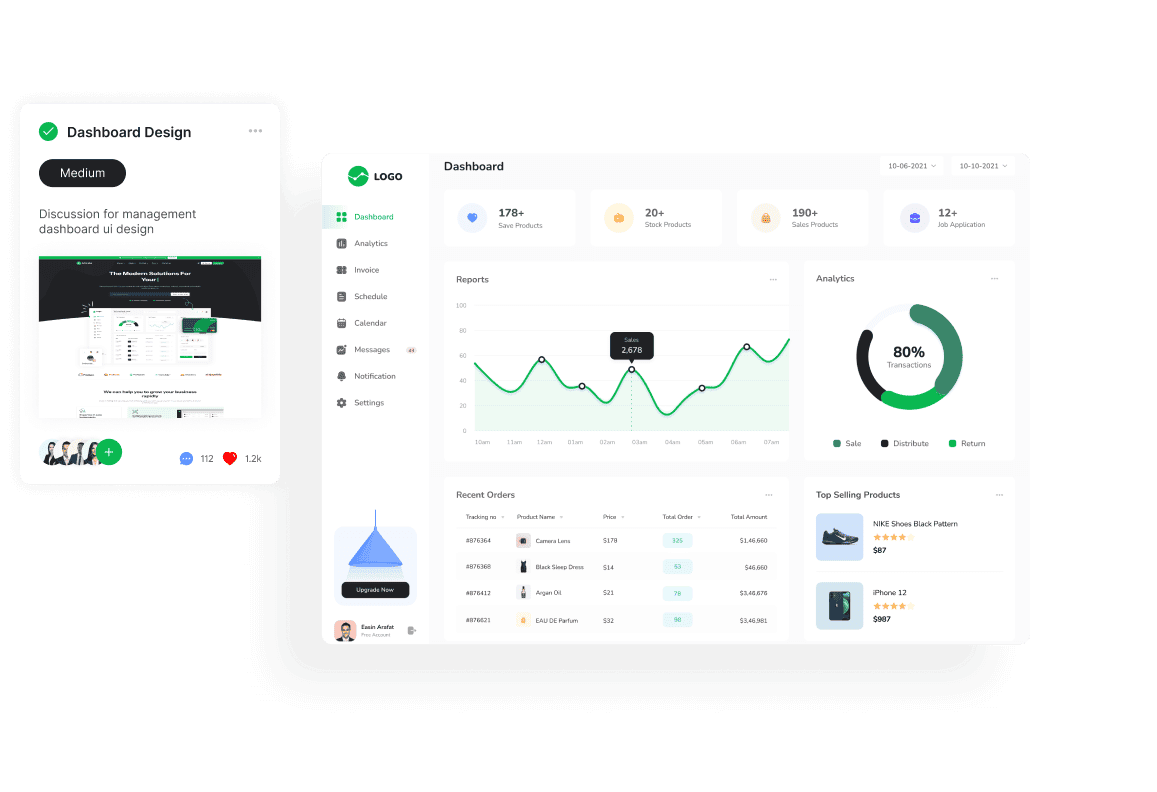 Dashboard Design
Medium
Discussion for management
dashboard ui design
The Modern Solutions For
Your
We can help you to grow your business
rapidly
112
1.2k
LOGO
Dashboard
Analytics
Invoice
Schedule
Calendar
Messages
Notification
Settings
Upgrade Now
Easin Arafat
Free Account
Dashboard
10-06-2021
10-10-2021
178+
Save Products
20+
Stock Products
190+
Sales Products
12+
Job Application
Reports
100
80
60
40
20
0
Sales
2,678
10am 11am 12am 01am 02am 03am 04am 05am 06am 07am
Analytics
80%
Transactions
Sale Distribute Return
Recent Orders
Tracking no Product Name Price Total Order Total Amount
#876364 Camera Lens $178 325 $1,46,660
#876368 Black Sleep Dress $14 53 $46,660
#876412 Argan Oil $21 78 $3,46,676
#876621 EAU DE Parfum $32 98 $3,46,981
Top Selling Products
NIKE Shoes Black Pattern
$87
iPhone 12
$987